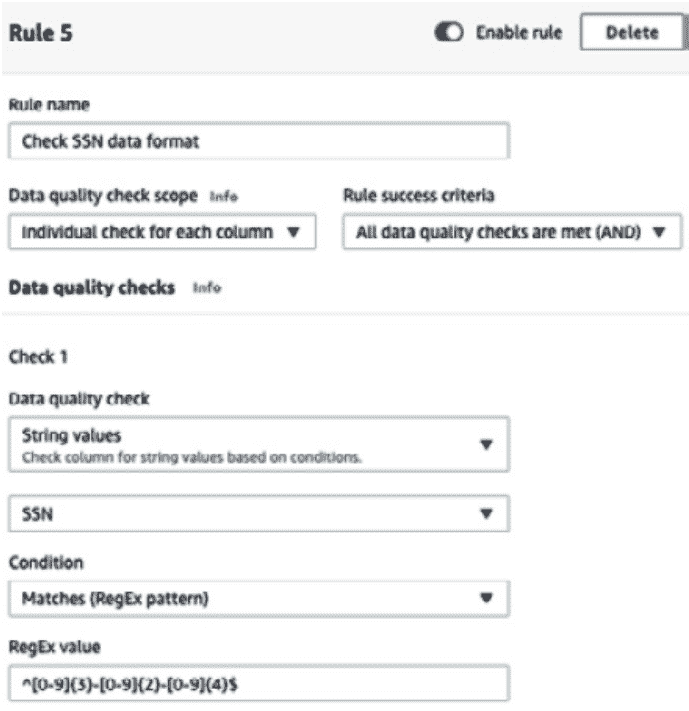 Rule 5
Enable rule
Delete
Rule name
Check SSN data format
Data quality check scope Info
Rule success criteria
Individual check for each column
All data quality checks are met (AND)
Data quality checks Info
Check 1
Data quality check
String values
Check column for string values based on conditions.
SSN
Condition
Matches (RegEx pattern)
RegEx value
^[0-9]{3}-[0-9]{2}-[0-9]{4}$